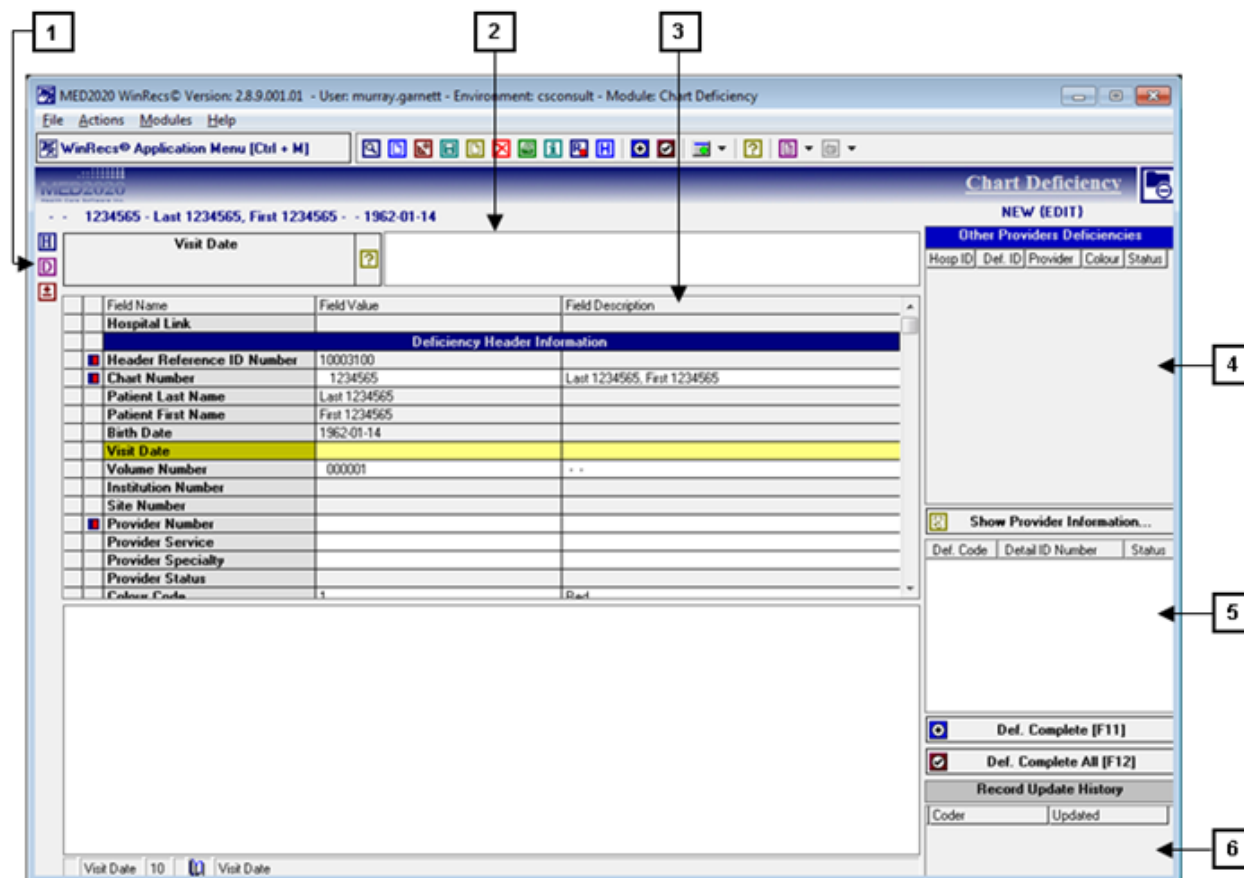 1
2
3
MED2020 WinRecs© Version: 2.8.9.001.01 - User: murray.garnett - Environment: csconsult - Module: Chart Deficiency
File Actions Modules Help
WinRecs© Application Menu [Ctrl + M]
MED2020
Chart Deficiency
- - 1234565 - Last 1234565, First 1234565 - - 1962-01-14
NEW (EDIT)
Visit Date
Other Providers Deficiencies
Hosp ID Def. ID Provider Colour Status
Field Name Field Value Field Description
Hospital Link
Deficiency Header Information
Header Reference ID Number 10003100
Chart Number 1234565 Last 1234565, First 1234565
Patient Last Name Last 1234565
Patient First Name First 1234565
Birth Date 1962-01-14
Visit Date
Volume Number 000001 - -
Institution Number
Site Number
Provider Number
Provider Service
Provider Specialty
Provider Status
Colour Code 1 Red
4
Show Provider Information...
Def. Code Detail ID Number Status
5
Def. Complete [F11]
Def. Complete All [F12]
Record Update History
Coder Updated
6
Visit Date 10 Visit Date